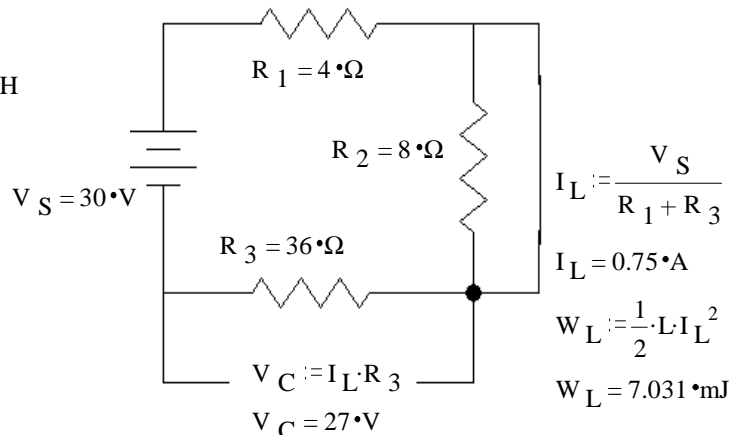 R 1 = 4•Ω
H
R 2 = 8•Ω
V S = 30•V
I L := V S / R 1 + R 3
R 3 = 36•Ω
I L = 0.75•A
W L := 1/2·L·I L ²
V C := I L·R 3
W L = 7.031•mJ
V C = 27•V